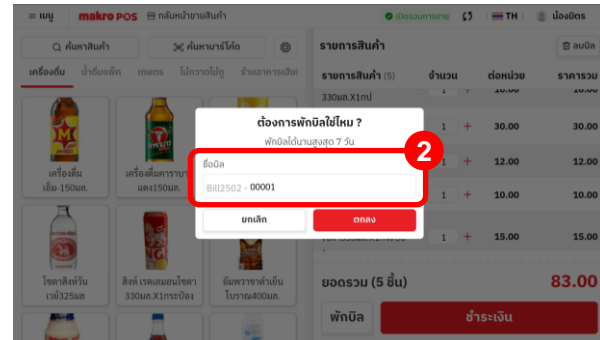 เมนู
makro POS
กลับหน้าขายสินค้า
เปิดรอบการขาย
TH
น้องมิตร
ค้นหาสินค้า
ค้นหาบาร์โค้ด
รายการสินค้า
ลบบิล
เครื่องดื่ม
น้ำดื่มแพ็ค
เกษตร
ไม้กวาดไม้ถู
ร้านอาหารเฮีย
รายการสินค้า (5)
จำนวน
ต่อหน่วย
ราคารวม
330มล.X1กป
1 + 10.00 10.00
ต้องการพักบิลใช่ไหม ?
พักบิลได้นานสูงสุด 7 วัน
2
ชื่อบิล
Bill2502 - 00001
ยกเลิก
ตกลง
1 + 30.00 30.00
1 + 12.00 12.00
1 + 10.00 10.00
1 + 15.00 15.00
เครื่องดื่ม
เอ็ม-150มล.
เครื่องดื่มคาราบา
แดง150มล.
โซดาสิงห์วัน
เวย์325มล
สิงห์ เรดเลมอนโซดา
330มล.X1กระป๋อง
อัมพวาชาดำเย็น
โบราณ400มล.
ยอดรวม (5 ชิ้น)
83.00
พักบิล
ชำระเงิน